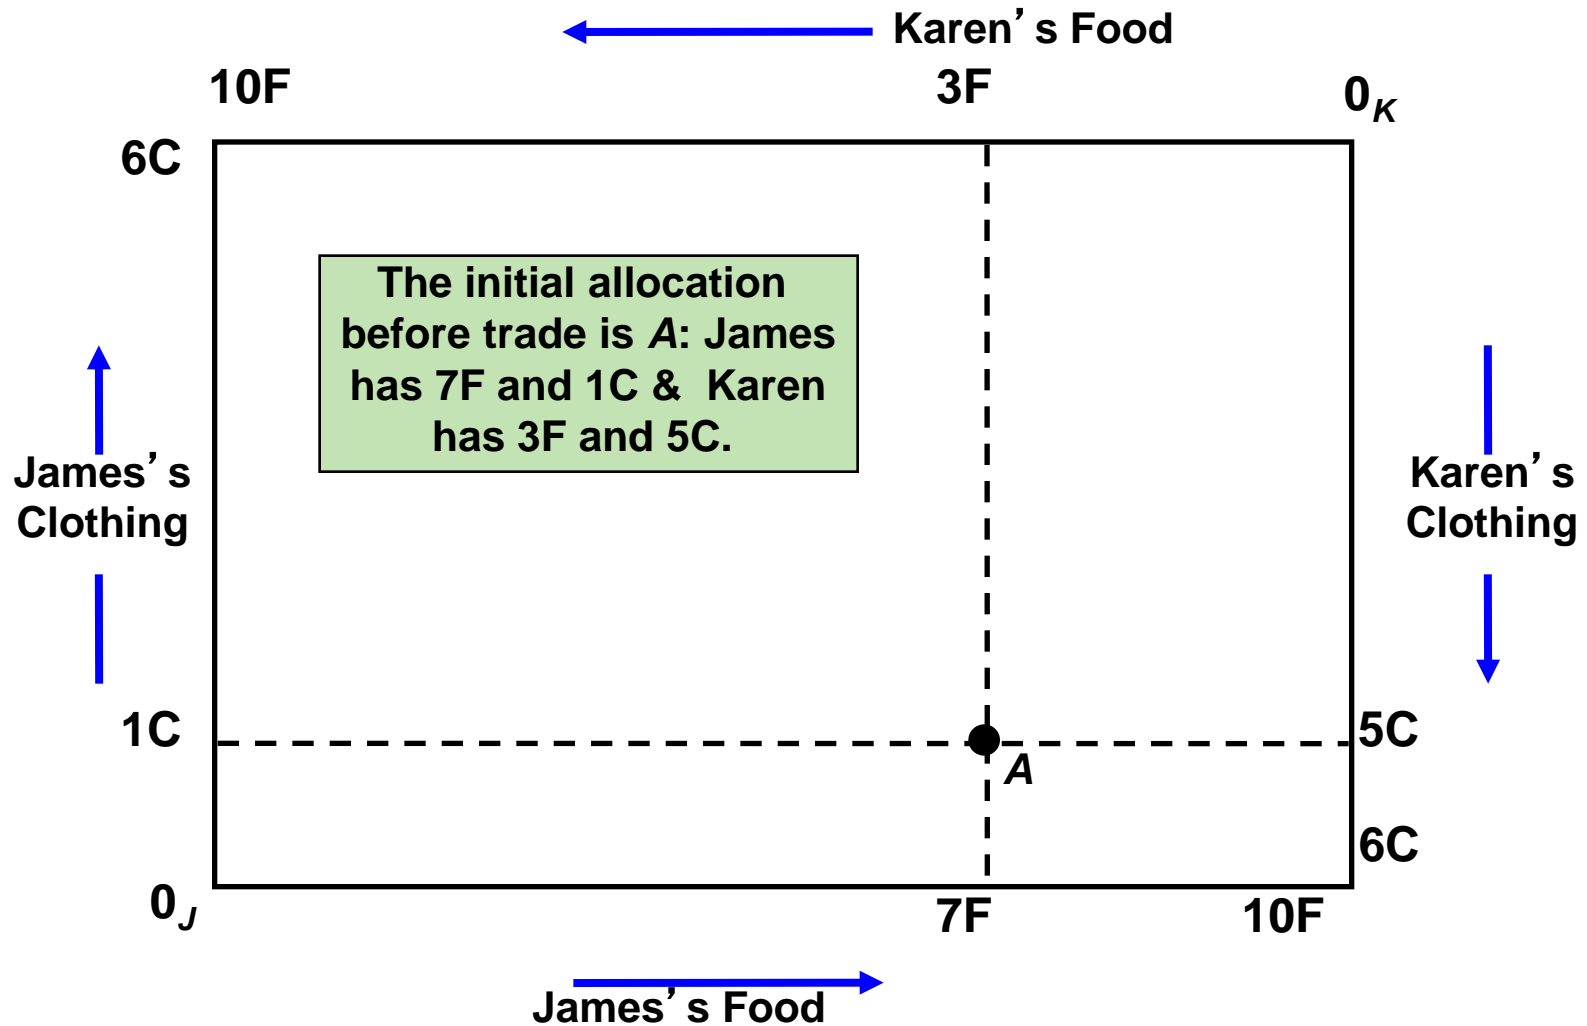 Karen’s Food
10F 3F 0K
6C
The initial allocation
before trade is A: James
has 7F and 1C & Karen
has 3F and 5C.
James’s
Clothing
Karen’s
Clothing
1C 5C
A
6C
0J 7F 10F
James’s Food